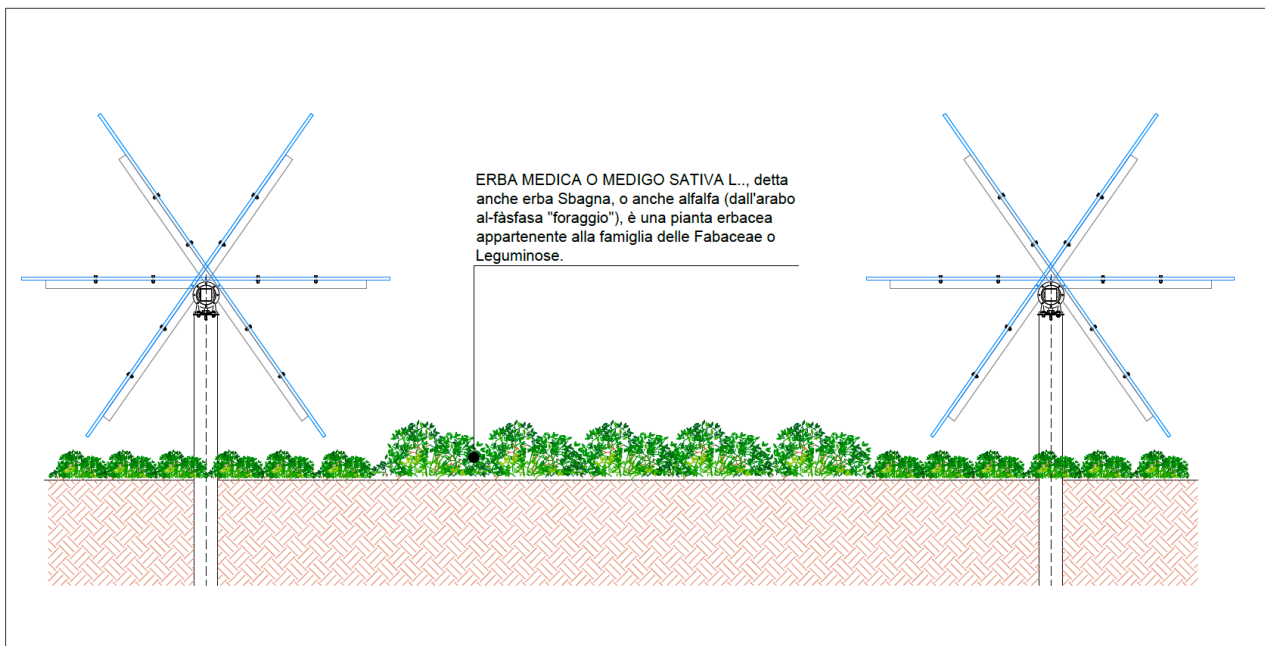 ERBA MEDICA O MEDIGO SATIVA L.., detta
anche erba Sbagna, o anche alfalfa (dall'arabo
al-fàsfasa "foraggio"), è una pianta erbacea
appartenente alla famiglia delle Fabaceae o
Leguminose.